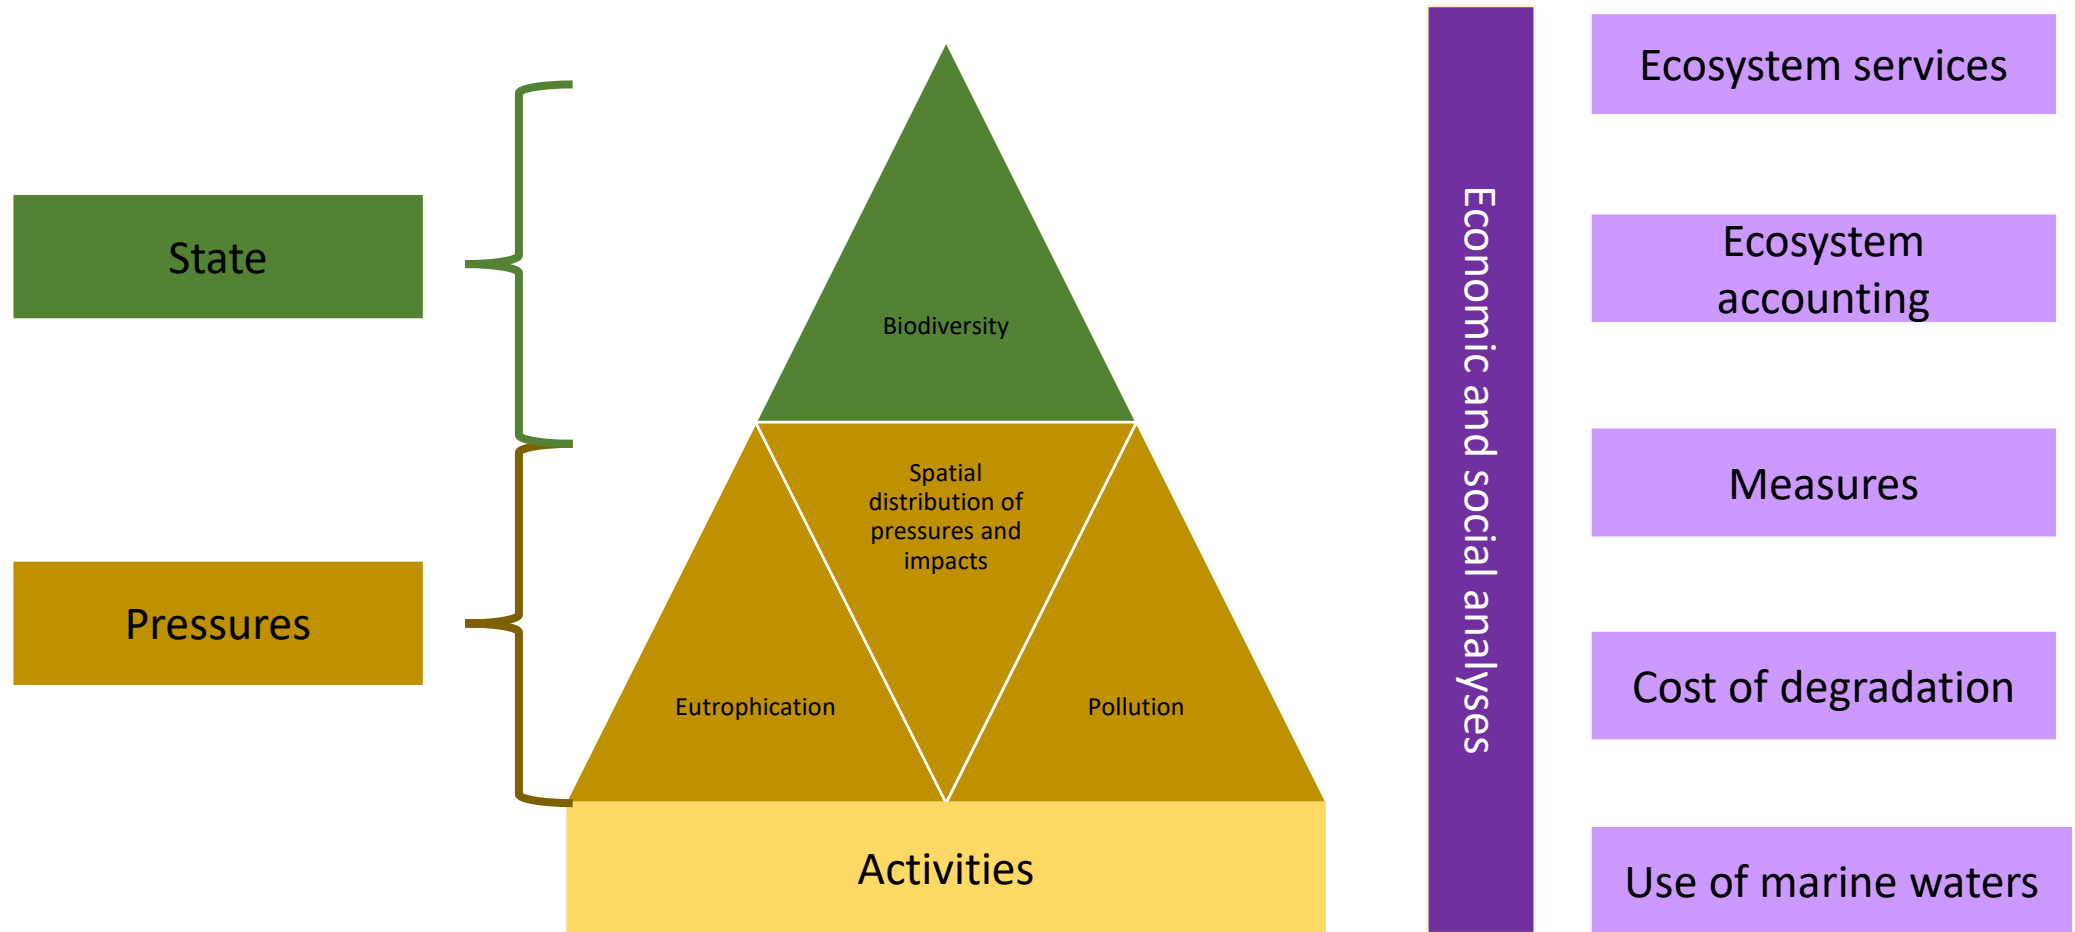 State
Pressures
Biodiversity
Spatial
distribution of
pressures and
impacts
Eutrophication
Pollution
Activities
Economic and social analyses
Ecosystem services
Ecosystem
accounting
Measures
Cost of degradation
Use of marine waters